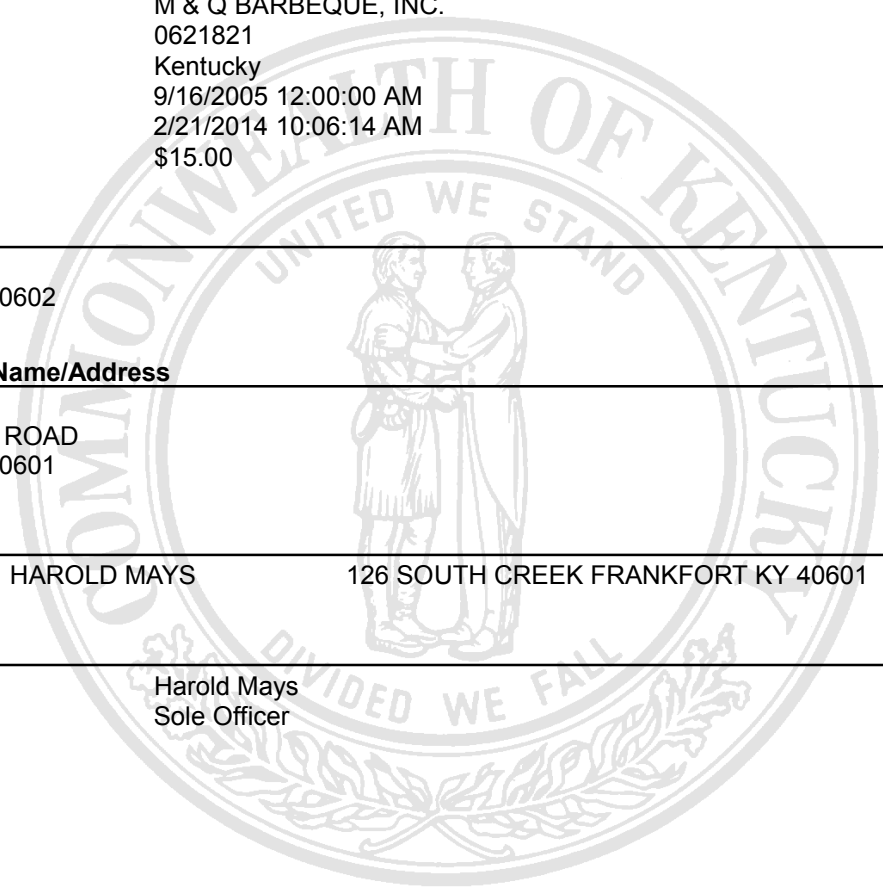 M & Q BARBEQUE, INC.
0621821
Kentucky
9/16/2005 12:00:00 AM
2/21/2014 10:06:14 AM
$15.00
COMMONWEALTH OF KENTUCKY
UNITED WE STAND
0602
Name/Address
ROAD
0601
HAROLD MAYS 126 SOUTH CREEK FRANKFORT KY 40601
DIVIDED WE FALL
Harold Mays
Sole Officer